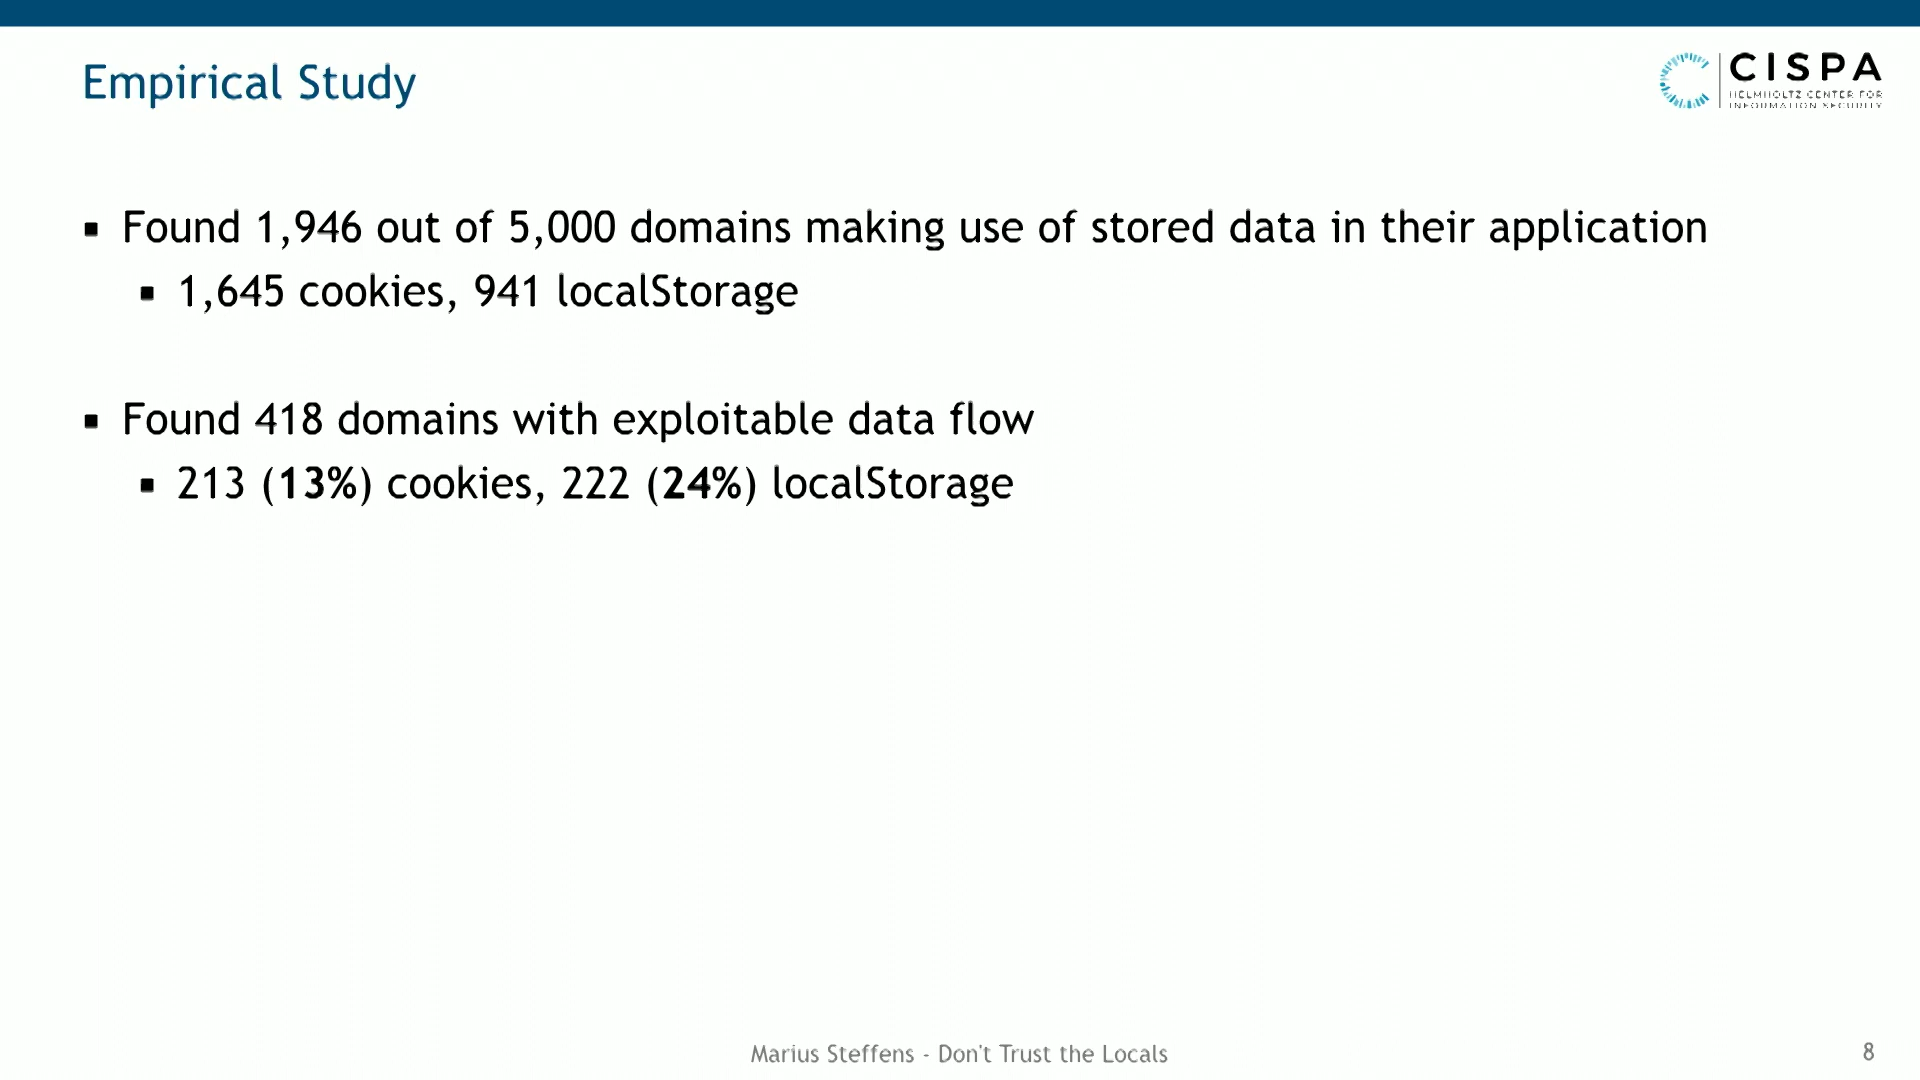 Empirical Study
CISPA
HELMHOLTZ CENTER FOR
INFORMATION SECURITY
▪ Found 1,946 out of 5,000 domains making use of stored data in their application
▪ 1,645 cookies, 941 localStorage
▪ Found 418 domains with exploitable data flow
▪ 213 (13%) cookies, 222 (24%) localStorage
Marius Steffens - Don't Trust the Locals
8